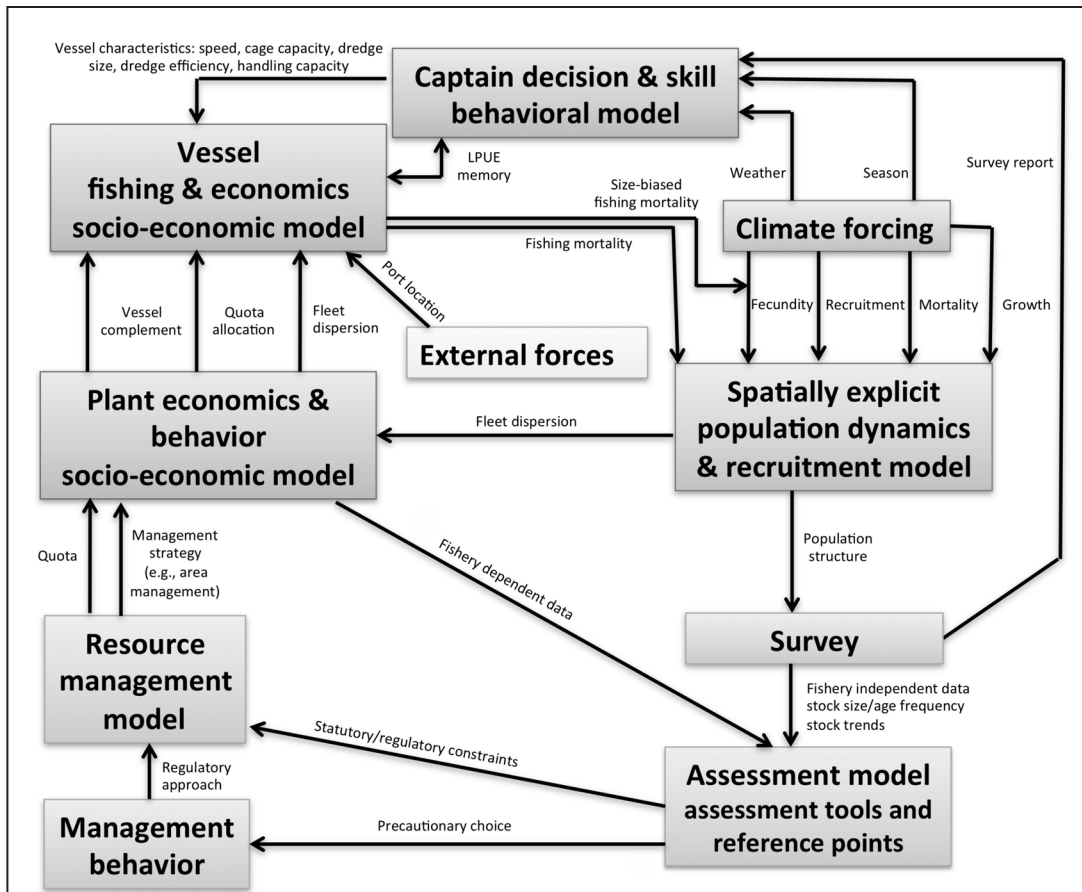 Vessel characteristics: speed, cage capacity, dredge
size, dredge efficiency, handling capacity
Captain decision & skill
behavioral model
Vessel
fishing & economics
socio-economic model
LPUE
memory
Weather
Season
Survey report
Size-biased
fishing mortality
Fishing mortality
Climate forcing
Port location
External forces
Vessel
complement
Quota
allocation
Fleet
dispersion
Fecundity
Recruitment
Mortality
Growth
Plant economics &
behavior
socio-economic model
Fleet dispersion
Spatially explicit
population dynamics
& recruitment model
Quota
Management
strategy
(e.g., area
management)
Fishery dependent data
Population
structure
Survey
Resource
management
model
Fishery independent data
stock size/age frequency
stock trends
Statutory/regulatory constraints
Regulatory
approach
Assessment model
assessment tools and
reference points
Management
behavior
Precautionary choice